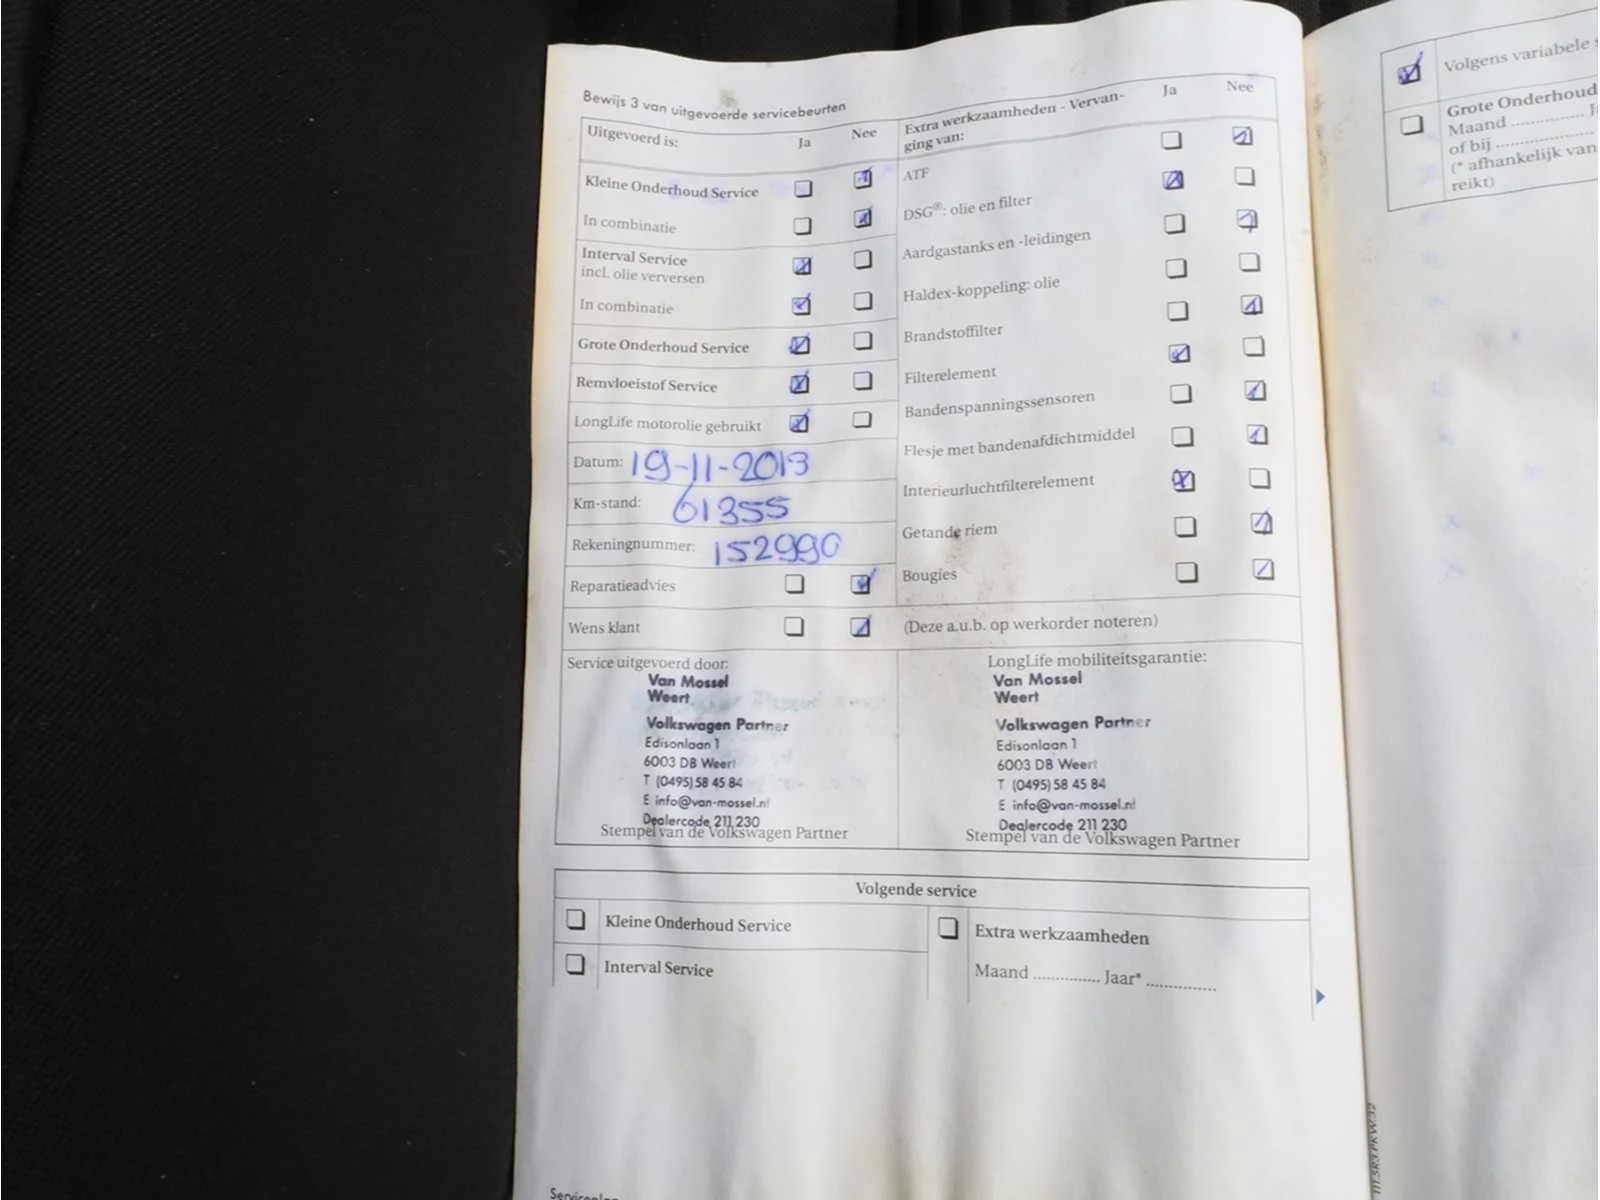 Bewijs 3 van uitgevoerde servicebeurten
Uitgevoerd is: Ja Nee
Kleine Onderhoud Service
In combinatie
Interval Service
incl. olie verversen
In combinatie
Grote Onderhoud Service
Remvloeistof Service
LongLife motorolie gebruikt
Datum: 19-11-2013
Km-stand: 61355
Rekeningnummer: 152990
Reparatieadvies
Wens klant
Extra werkzaamheden - Vervan- Ja Nee
ging van:
ATF
DSG®: olie en filter
Aardgastanks en -leidingen
Haldex-koppeling: olie
Brandstoffilter
Filterelement
Bandenspanningssensoren
Flesje met bandenafdichtmiddel
Interieurluchtfilterelement
Getande riem
Bougies
(Deze a.u.b. op werkorder noteren)
Service uitgevoerd door:
Van Mossel
Weert
Volkswagen Partner
Edisonlaan 1
6003 DB Weert
T (0495) 58 45 84
E info@van-mossel.nl
Dealercode 211 230
Stempel van de Volkswagen Partner
LongLife mobiliteitsgarantie:
Van Mossel
Weert
Volkswagen Partner
Edisonlaan 1
6003 DB Weert
T (0495) 58 45 84
E info@van-mossel.nl
Dealercode 211 230
Stempel van de Volkswagen Partner
Volgende service
Kleine Onderhoud Service
Interval Service
Extra werkzaamheden
Maand .............. Jaar* ...............
Volgens variabele
Grote Onderhoud
Maand ................
of bij ....................
(* afhankelijk van
reikt)